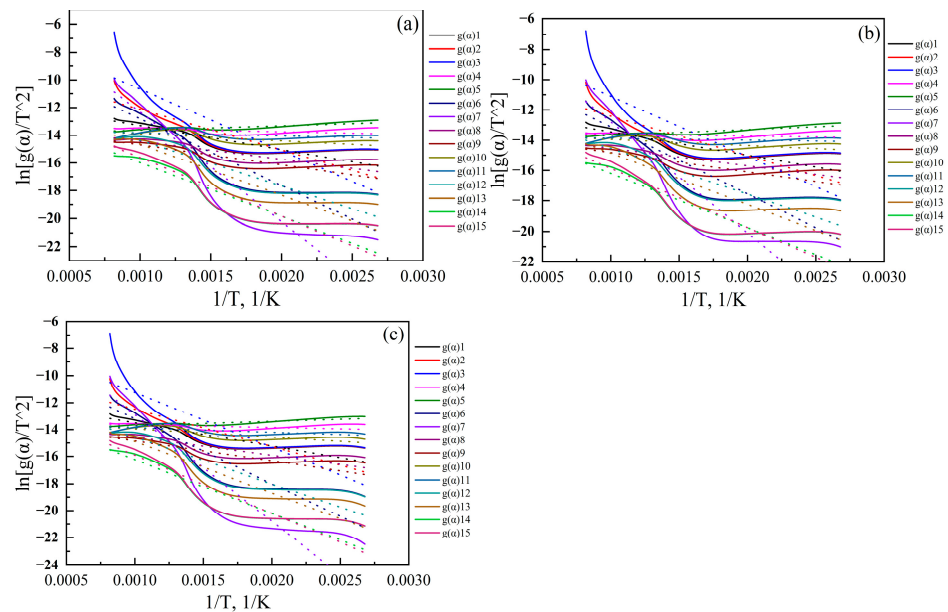 (a)
ln[g(α)/T^2]
-6
-8
-10
-12
-14
-16
-18
-20
-22
0.0005 0.0010 0.0015 0.0020 0.0025 0.0030
1/T, 1/K
g(α)1
g(α)2
g(α)3
g(α)4
g(α)5
g(α)6
g(α)7
g(α)8
g(α)9
g(α)10
g(α)11
g(α)12
g(α)13
g(α)14
g(α)15
(b)
ln[g(α)/T^2]
-6
-8
-10
-12
-14
-16
-18
-20
-22
0.0005 0.0010 0.0015 0.0020 0.0025 0.0030
1/T, 1/K
g(α)1
g(α)2
g(α)3
g(α)4
g(α)5
g(α)6
g(α)7
g(α)8
g(α)9
g(α)10
g(α)11
g(α)12
g(α)13
g(α)14
g(α)15
(c)
ln[g(α)/T^2]
-6
-8
-10
-12
-14
-16
-18
-20
-22
-24
0.0005 0.0010 0.0015 0.0020 0.0025 0.0030
1/T, 1/K
g(α)1
g(α)2
g(α)3
g(α)4
g(α)5
g(α)6
g(α)7
g(α)8
g(α)9
g(α)10
g(α)11
g(α)12
g(α)13
g(α)14
g(α)15